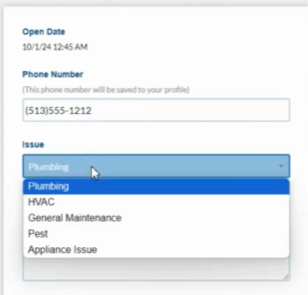 Open Date
10/1/24 12:45 AM
Phone Number
(This phone number will be saved to your profile)
(513)555-1212
Issue
Plumbing
Plumbing
HVAC
General Maintenance
Pest
Appliance Issue